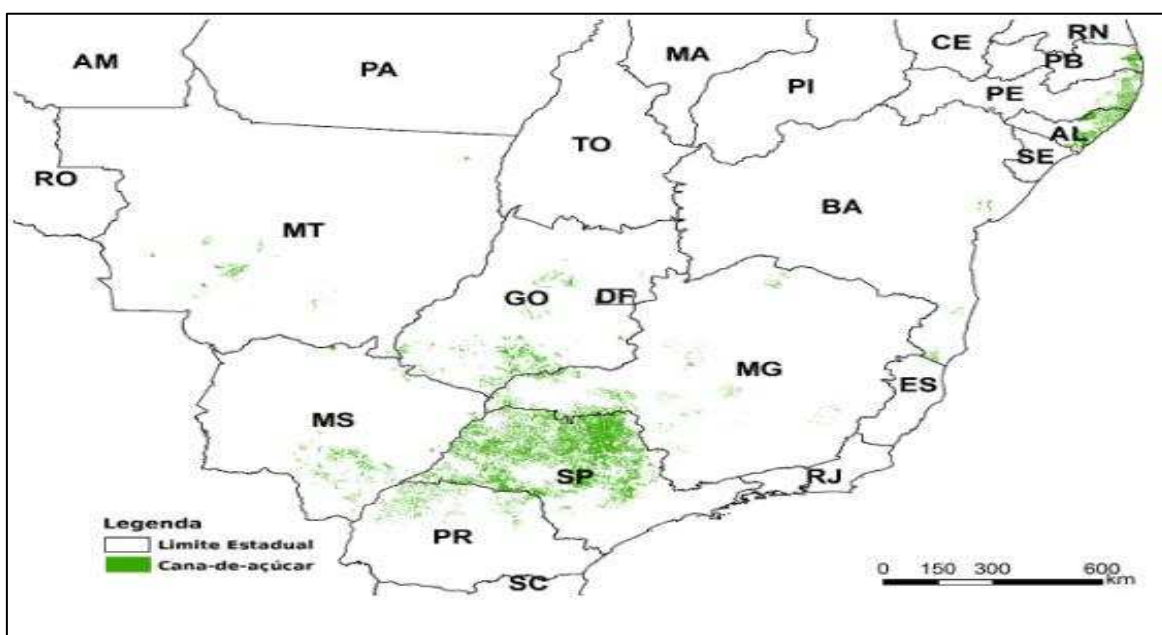 AM
PA
MA
CE
RN
PB
PI
PE
TO
AL
SE
RO
BA
MT
GO
DF
MG
ES
MS
SP
RJ
PR
SC
Legenda
Limite Estadual
Cana-de-açúcar
0 150 300 600
km